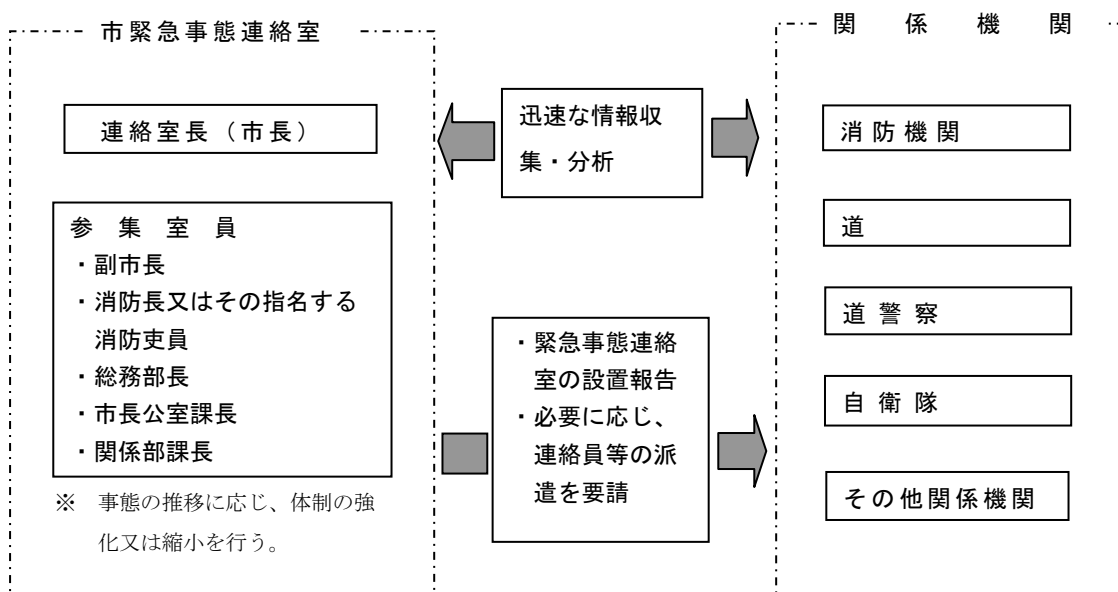 市緊急事態連絡室
連絡室長（市長）
参集室員
・副市長
・消防長又はその指名する
消防吏員
・総務部長
・市長公室課長
・関係部課長
※　事態の推移に応じ、体制の強
化又は縮小を行う。
迅速な情報収
集・分析
・緊急事態連絡
室の設置報告
・必要に応じ、
連絡員等の派
遣を要請
関係機関
消防機関
道
道警察
自衛隊
その他関係機関